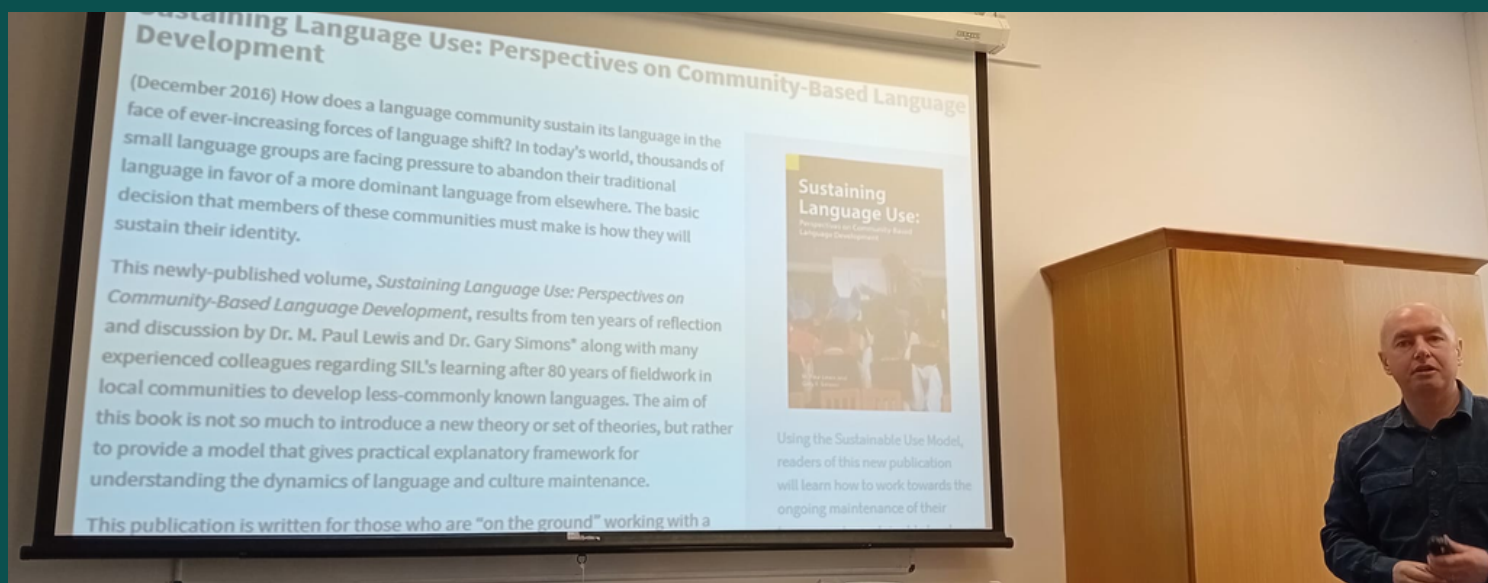 Sustaining Language Use: Perspectives on Community-Based Language
Development
(December 2016) How does a language community sustain its language in the
face of ever-increasing forces of language shift? In today's world, thousands of
small language groups are facing pressure to abandon their traditional
language in favor of a more dominant language from elsewhere. The basic
decision that members of these communities must make is how they will
sustain their identity.
This newly-published volume, Sustaining Language Use: Perspectives on
Community-Based Language Development, results from ten years of reflection
and discussion by Dr. M. Paul Lewis and Dr. Gary Simons* along with many
experienced colleagues regarding SIL's learning after 80 years of fieldwork in
local communities to develop less-commonly known languages. The aim of
this book is not so much to introduce a new theory or set of theories, but rather
to provide a model that gives practical explanatory framework for
understanding the dynamics of language and culture maintenance.
This publication is written for those who are "on the ground" working with a
Sustaining
Language Use:
Perspectives on Community-Based
Language Development
Using the Sustainable Use Model,
readers of this new publication
will learn how to work towards the
ongoing maintenance of their